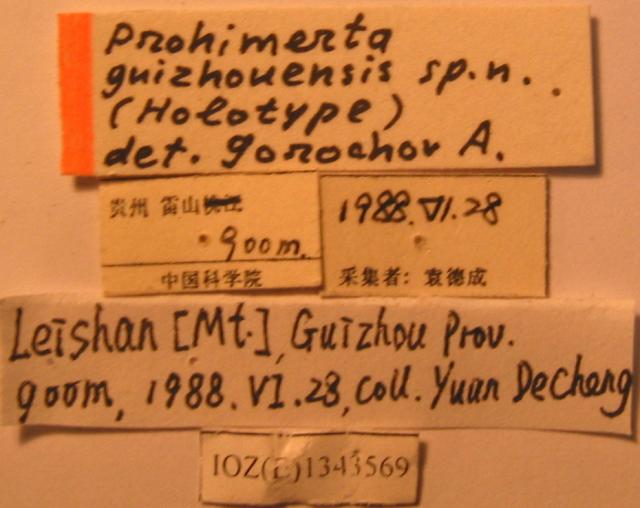 Prohimerta
guizhouensis sp.n.
(Holotype)
det. Gorochov A.
贵州 雷山
900m.
中国科学院
1988.VI.28
采集者: 袁德成
Leishan [Mt.], Guizhou Prov.
900m, 1988.VI.28, coll. Yuan Decheng
IOZ(E)1343569